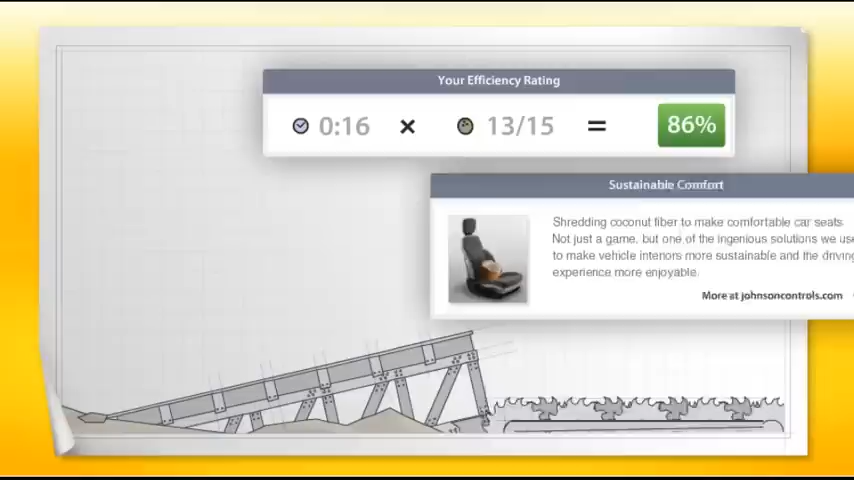 Your Efficiency Rating
0:16 × 13/15 = 86%
Sustainable Comfort
Shredding coconut fiber to make comfortable car seats
Not just a game, but one of the ingenious solutions we use
to make vehicle interiors more sustainable and the driving
experience more enjoyable.
More at johnsoncontrols.com